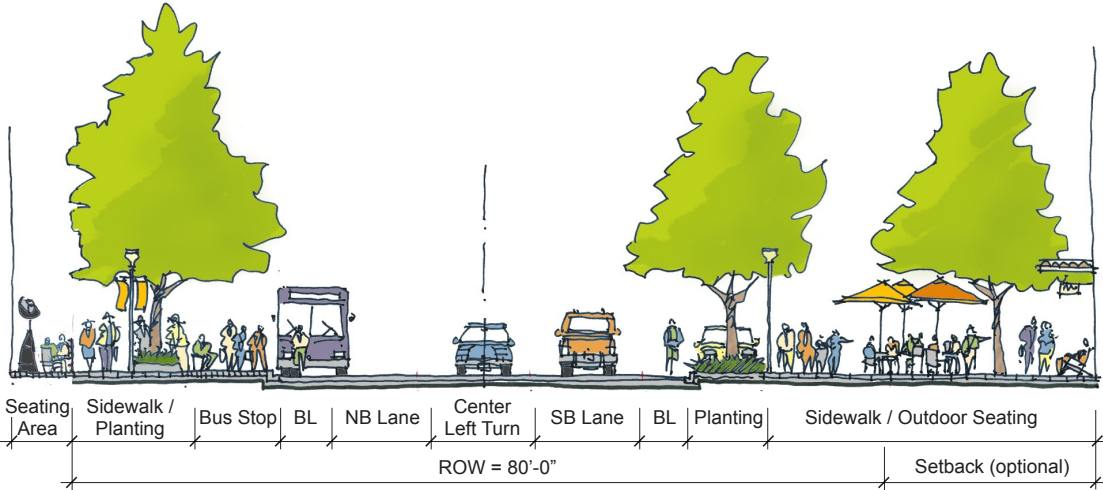 Seating
Area
Sidewalk /
Planting
Bus Stop
BL
NB Lane
Center
Left Turn
SB Lane
BL
Planting
Sidewalk / Outdoor Seating
ROW = 80’-0”
Setback (optional)